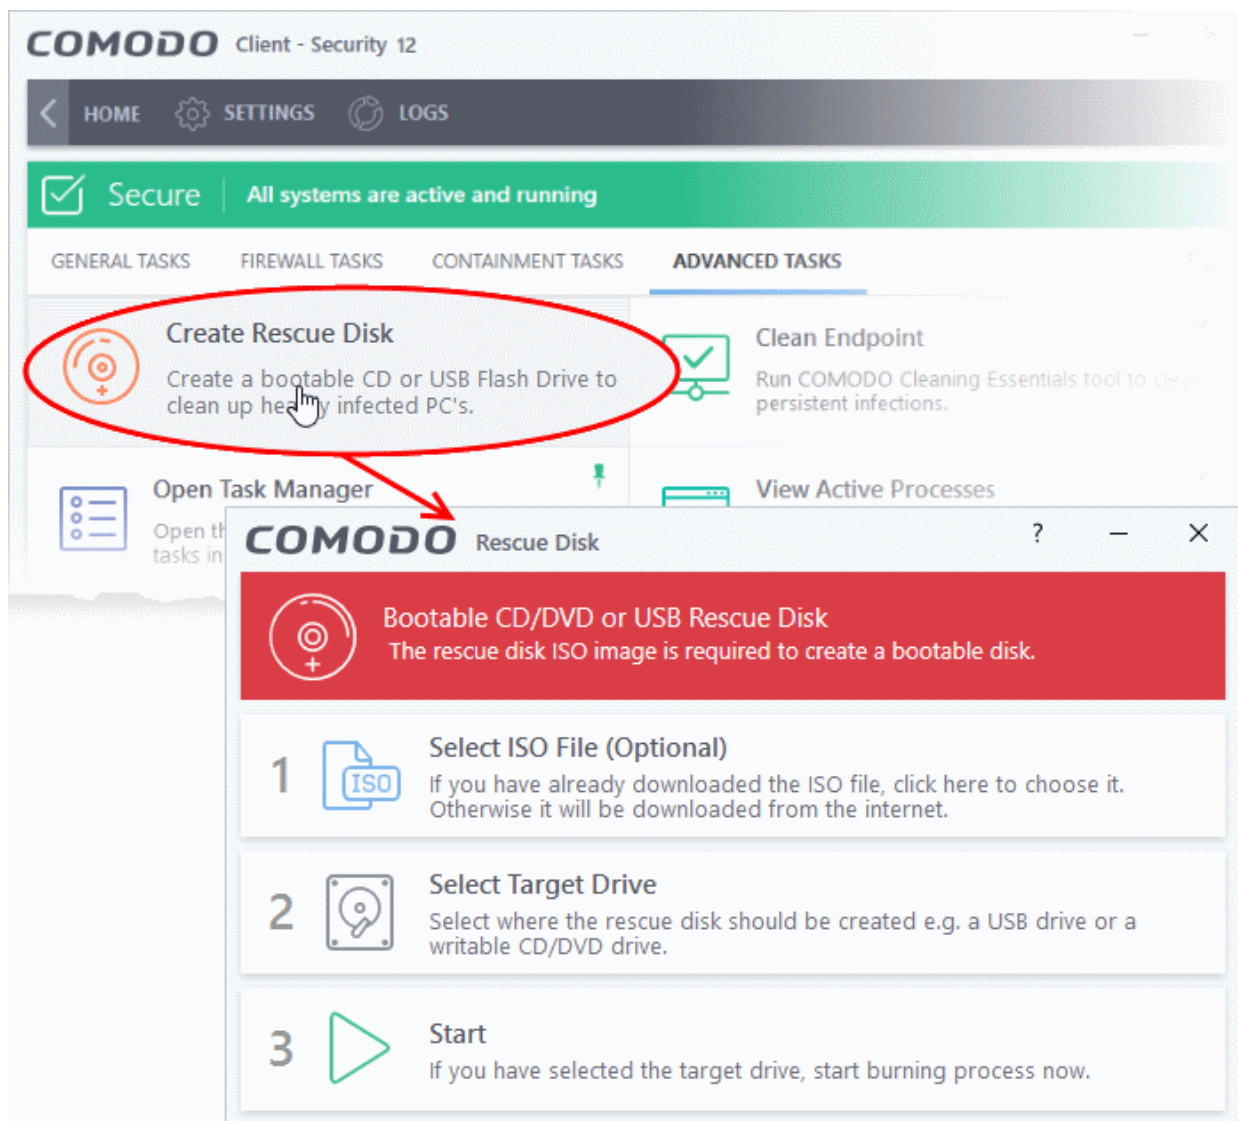 COMODO Client - Security 12
HOME SETTINGS LOGS
Secure All systems are active and running
GENERAL TASKS FIREWALL TASKS CONTAINMENT TASKS ADVANCED TASKS
Create Rescue Disk
Create a bootable CD or USB Flash Drive to
clean up heavily infected PC's.
Clean Endpoint
Run COMODO Cleaning Essentials tool to
persistent infections.
Open Task Manager
Open
tasks in
View Active Processes
COMODO Rescue Disk ?
Bootable CD/DVD or USB Rescue Disk
The rescue disk ISO image is required to create a bootable disk.
1 ISO Select ISO File (Optional)
If you have already downloaded the ISO file, click here to choose it.
Otherwise it will be downloaded from the internet.
2 Select Target Drive
Select where the rescue disk should be created e.g. a USB drive or a
writable CD/DVD drive.
3 Start
If you have selected the target drive, start burning process now.